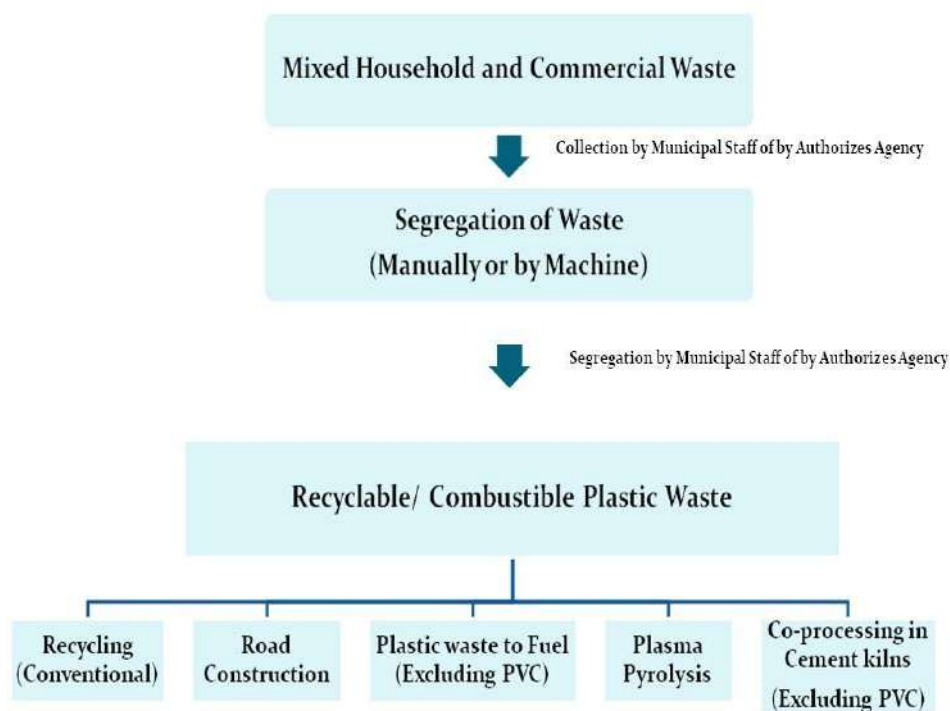 Mixed Household and Commercial Waste
Collection by Municipal Staff of by Authorizes Agency
Segregation of Waste
(Manually or by Machine)
Segregation by Municipal Staff of by Authorizes Agency
Recyclable/ Combustible Plastic Waste
Recycling
(Conventional)
Road
Construction
Plastic waste to Fuel
(Excluding PVC)
Plasma
Pyrolysis
Co-processing in
Cement kilns
(Excluding PVC)